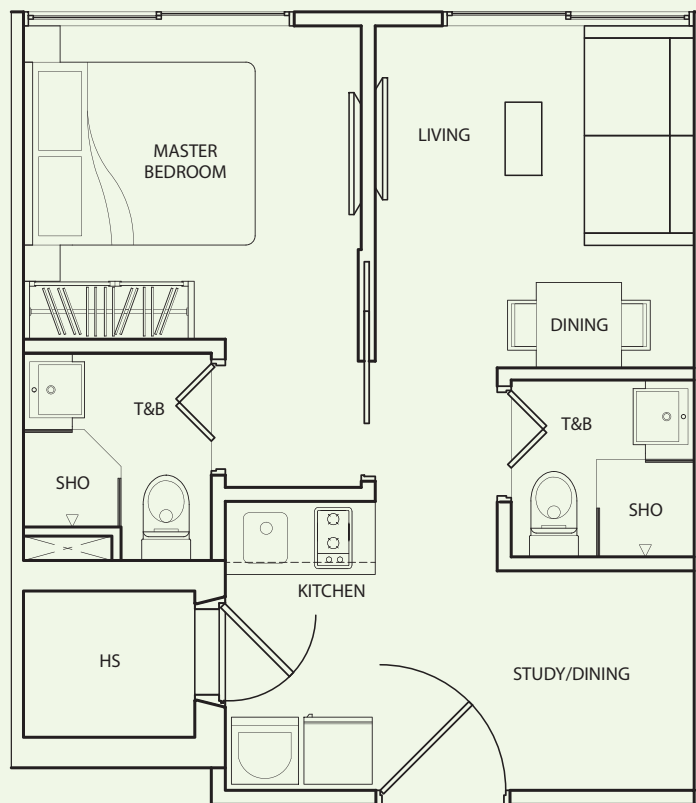 LIVING
MASTER
BEDROOM
DINING
T&B
T&B
SHO
SHO
KITCHEN
HS
STUDY/DINING